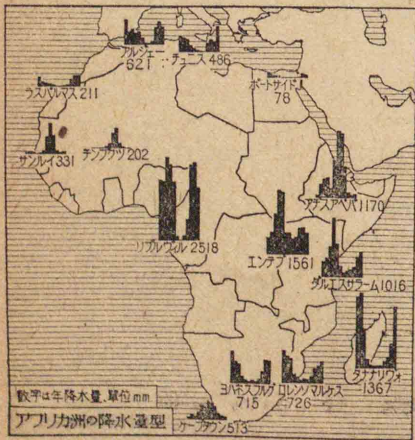 アルジェー
621
チュニス 486
ラスパルマス 211
ポートサイド
76
サンルイ 331
チンブクツ 202
アヂスアベバ 1170
リブルヴィル 2518
エンテブ 1561
ダルエスサラーム 1016
タナナリヴォ
1367
ヨハネスブルグ
715
ロレンソマルケス
726
ケープタウン 513
数字は年降水量、單位mm
アフリカ洲の降水量型